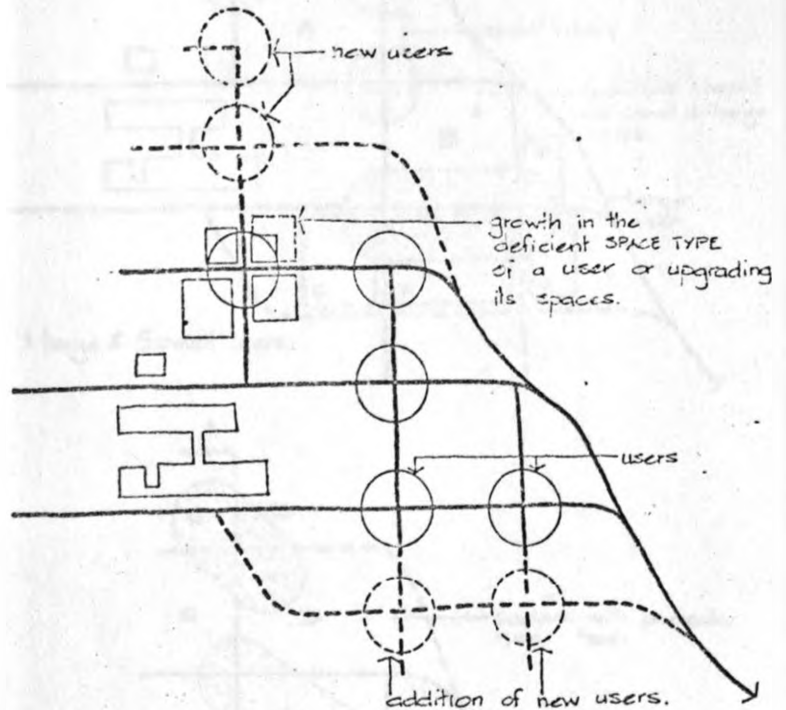 new users
growth in the
deficient SPACE TYPE
of a user or upgrading
its spaces.
users
addition of new users.